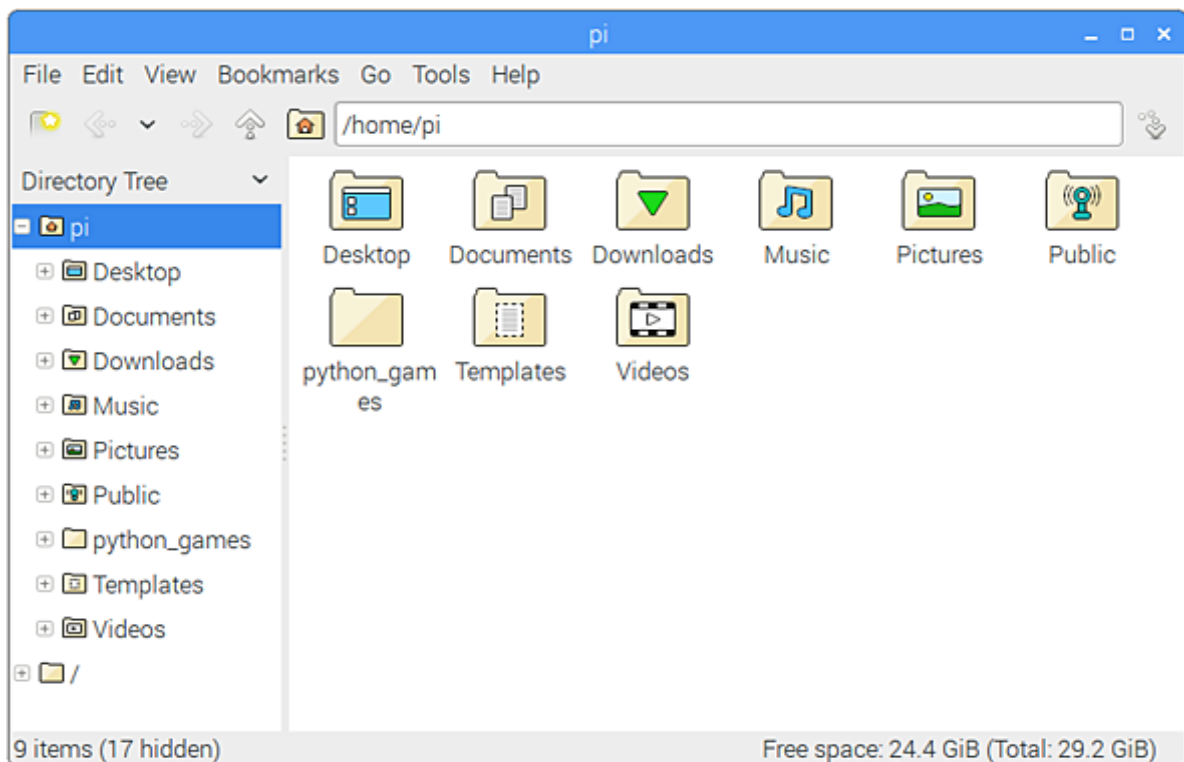 pi
File Edit View Bookmarks Go Tools Help
/home/pi
Directory Tree
pi
Desktop
Documents
Downloads
Music
Pictures
Public
python_games
Templates
Videos
/
Desktop Documents Downloads Music Pictures Public
python_gam Templates Videos
es
9 items (17 hidden) Free space: 24.4 GiB (Total: 29.2 GiB)